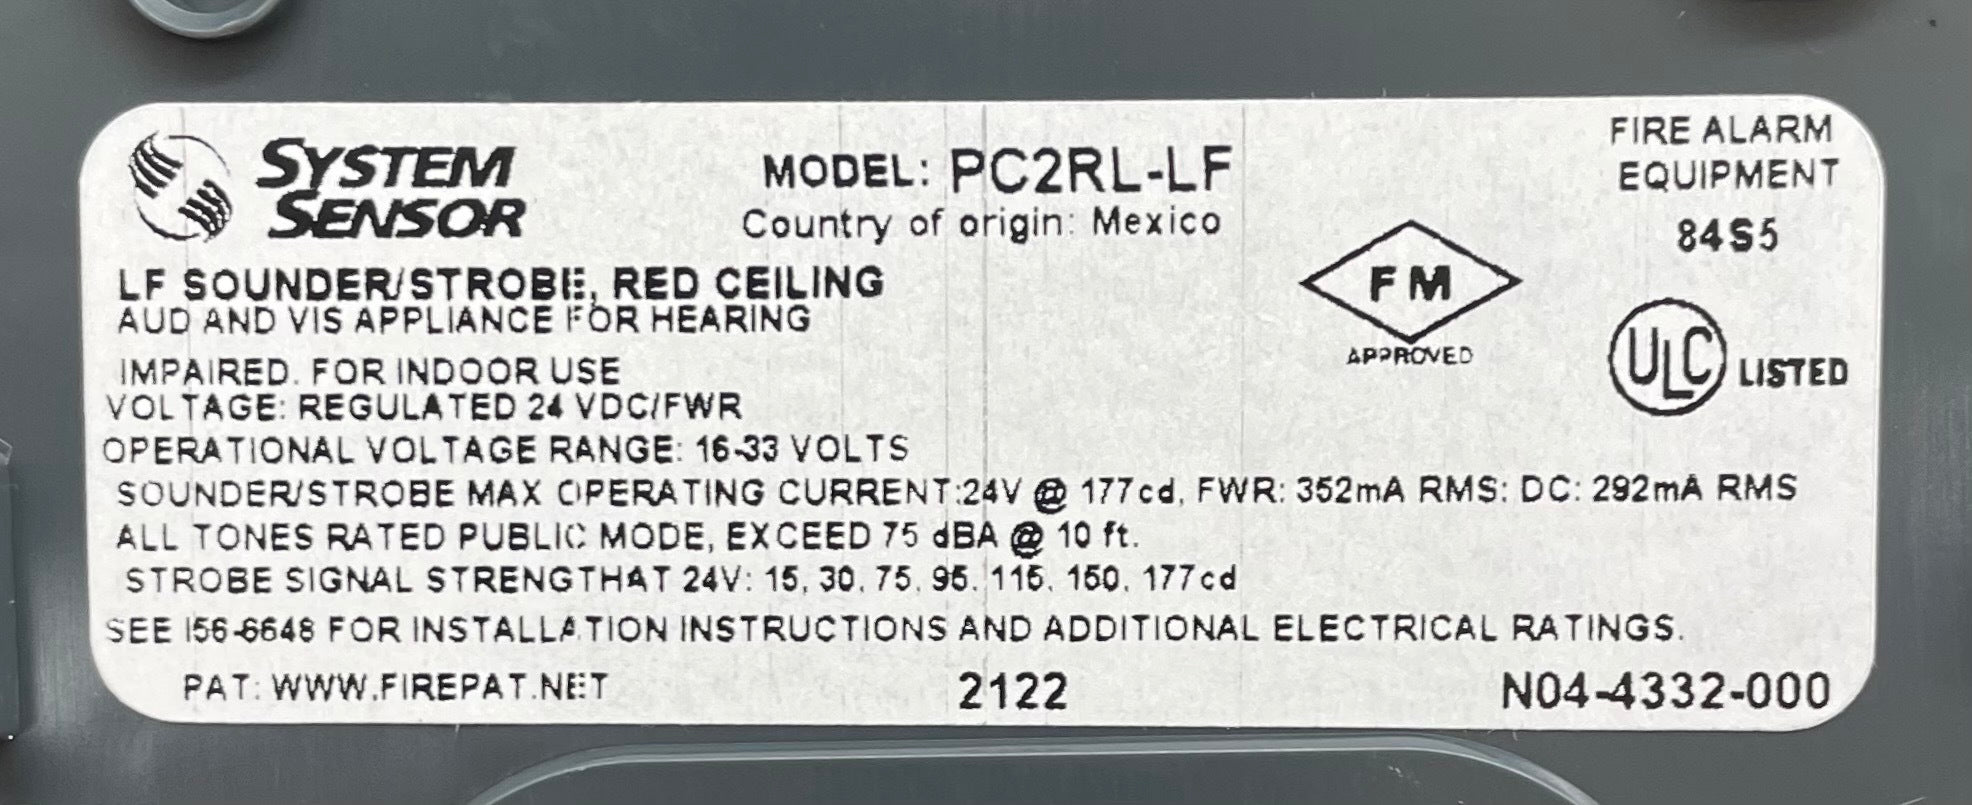 SYSTEM
SENSOR
MODEL: PC2RL-LF
Country of origin: Mexico
FIRE ALARM
EQUIPMENT
84S5
LF SOUNDER/STROBE, RED CEILING
AUD AND VIS APPLIANCE FOR HEARING
IMPAIRED. FOR INDOOR USE
FM
APPROVED
ULC LISTED
VOLTAGE: REGULATED 24 VDC/FWR
OPERATIONAL VOLTAGE RANGE: 16-33 VOLTS
SOUNDER/STROBE MAX OPERATING CURRENT:24V @ 177cd, FWR: 352mA RMS: DC: 292mA RMS
ALL TONES RATED PUBLIC MODE, EXCEED 75 dBA @ 10 ft.
STROBE SIGNAL STRENGTHAT 24V: 15, 30, 75, 95, 115, 150, 177cd
SEE I56-6648 FOR INSTALLATION INSTRUCTIONS AND ADDITIONAL ELECTRICAL RATINGS.
PAT: WWW.FIREPAT.NET
2122
N04-4332-000